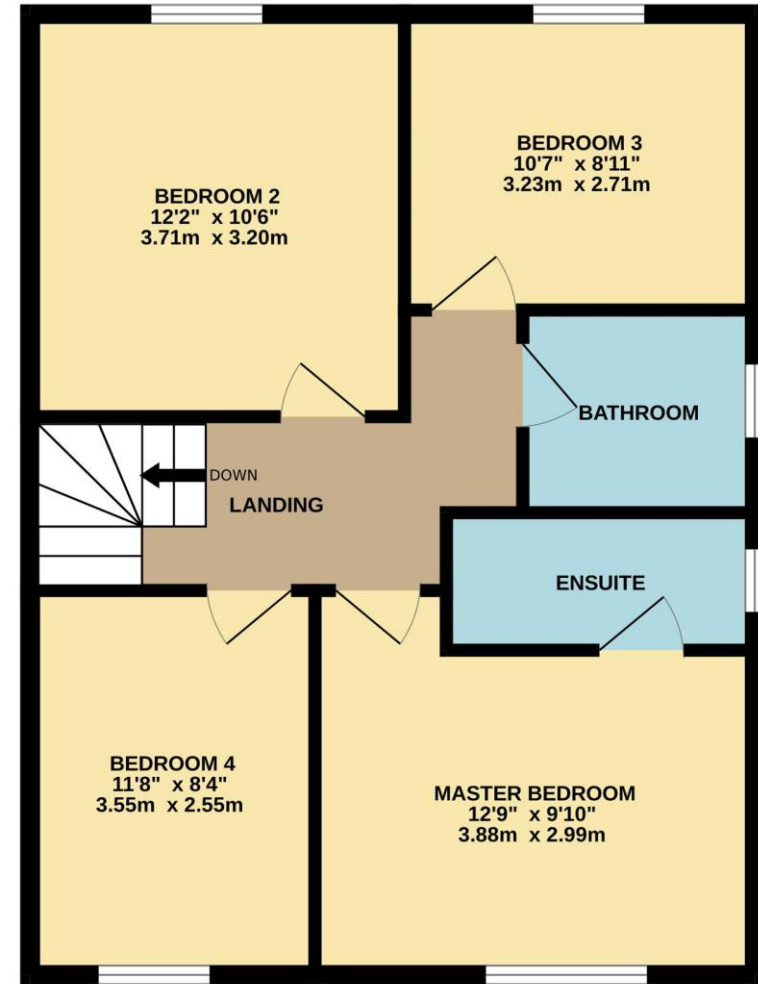 BEDROOM 2
12'2" x 10'6"
3.71m x 3.20m
BEDROOM 3
10'7" x 8'11"
3.23m x 2.71m
BATHROOM
DOWN
LANDING
ENSUITE
BEDROOM 4
11'8" x 8'4"
3.55m x 2.55m
MASTER BEDROOM
12'9" x 9'10"
3.88m x 2.99m